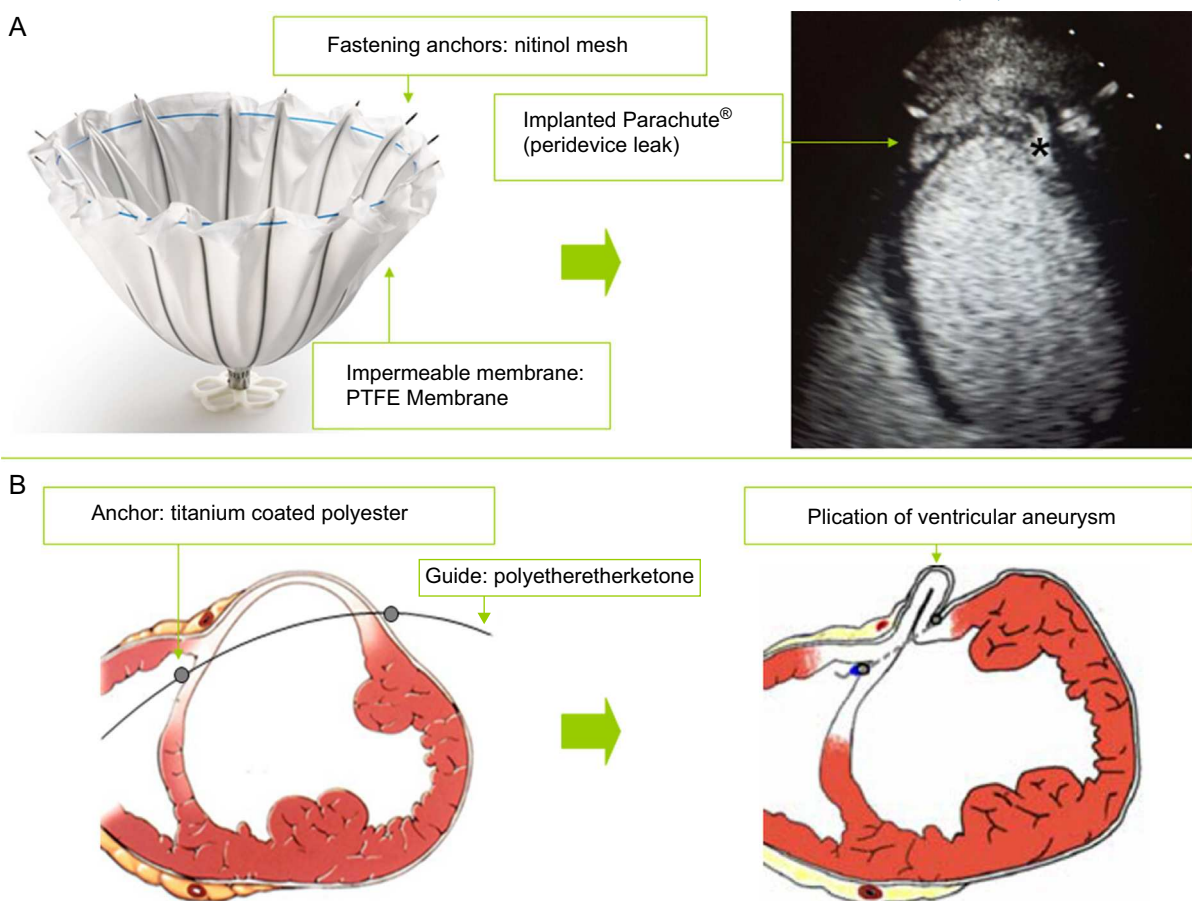 A
Fastening anchors: nitinol mesh
Implanted Parachute®
(peridevice leak)
*
Impermeable membrane:
PTFE Membrane
B
Anchor: titanium coated polyester
Guide: polyetheretherketone
Plication of ventricular aneurysm